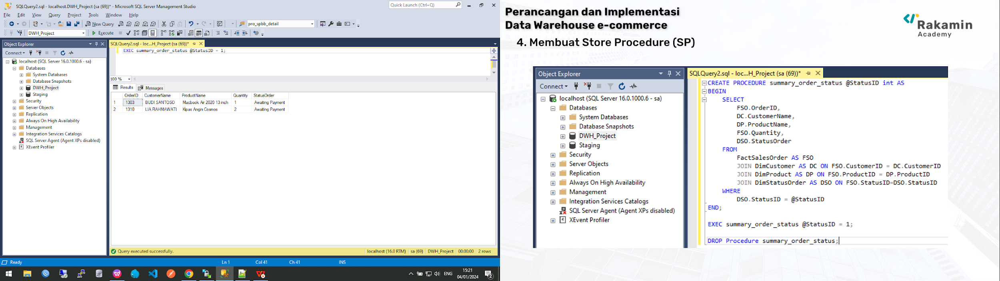 SQLQuery2.sql - localhost.DWH_Project (sa (69))* - Microsoft SQL Server Management Studio
Quick Launch (Ctrl+Q)
File Edit View Query Project Tools Window Help
New Query
pro_spbb_detail
DWH_Project
Execute
Object Explorer
Connect
localhost (SQL Server 16.0.1000.6 - sa)
Databases
System Databases
Database Snapshots
DWH_Project
Staging
Security
Server Objects
Replication
Always On High Availability
Management
Integration Services Catalogs
SQL Server Agent (Agent XPs disabled)
XEvent Profiler
SQLQuery2.sql - loc...H_Project (sa (69))*
EXEC summary_order_status @StatusID = 1;
100 %
Results Messages
OrderID CustomerName ProductName Quantity StatusOrder
1 1303 BUDI SANTOSO Macbook Air 2020 13 inch 1 Awaiting Payment
2 1310 LIA RAHMAWATI Kipas Angin Cosmos 2 Awaiting Payment
Query executed successfully.
localhost (16.0 RTM) sa (69) DWH_Project 00:00:00 2 rows
Ready Ln 1 Col 41 Ch 41 INS
ENG
15:21
04/01/2024
2
Perancangan dan Implementasi
Data Warehouse e-commerce
4. Membuat Store Procedure (SP)
Rakamin
Academy
Object Explorer
Connect
localhost (SQL Server 16.0.1000.6 - sa)
Databases
System Databases
Database Snapshots
DWH_Project
Staging
Security
Server Objects
Replication
Always On High Availability
Management
Integration Services Catalogs
SQL Server Agent (Agent XPs disabled)
XEvent Profiler
SQLQuery2.sql - loc...H_Project (sa (69))*
CREATE PROCEDURE summary_order_status @StatusID int AS
BEGIN
SELECT
FSO.OrderID,
DC.CustomerName,
DP.ProductName,
FSO.Quantity,
DSO.StatusOrder
FROM
FactSalesOrder AS FSO
JOIN DimCustomer AS DC ON FSO.CustomerID = DC.CustomerID
JOIN DimProduct AS DP ON FSO.ProductID = DP.ProductID
JOIN DimStatusOrder AS DSO ON FSO.StatusID=DSO.StatusID
WHERE
DSO.StatusID = @StatusID
END;
EXEC summary_order_status @StatusID = 1;
DROP Procedure summary_order_status;